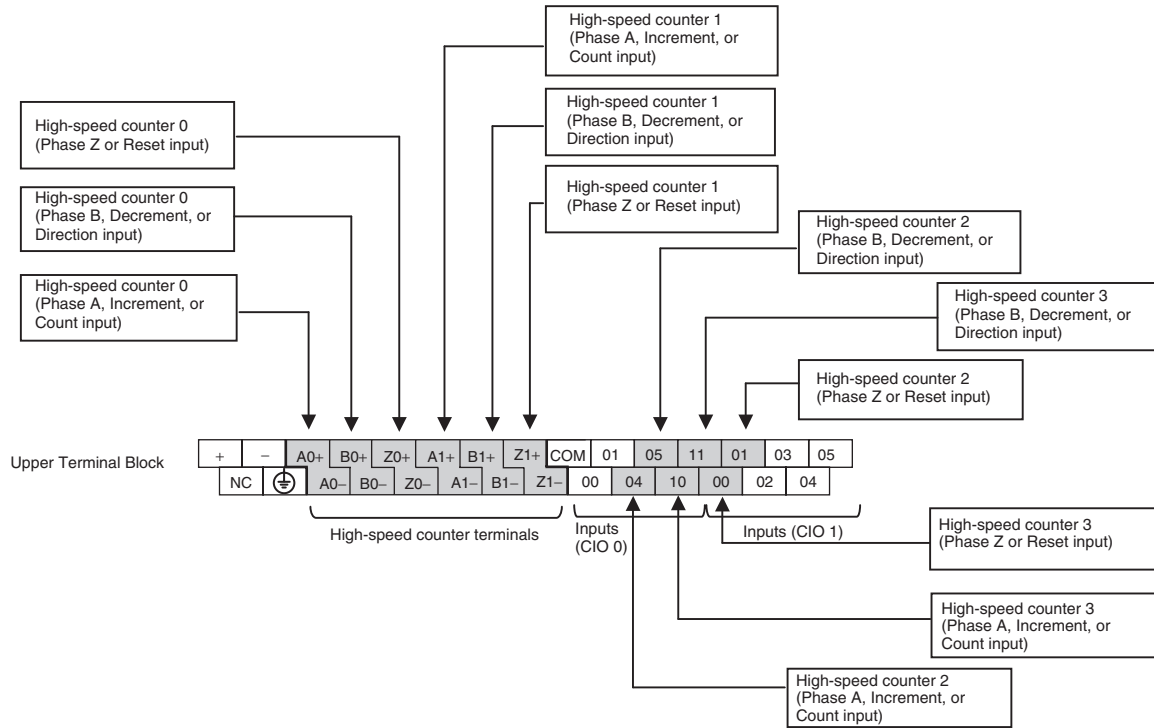 High-speed counter 1
(Phase A, Increment, or
Count input)
High-speed counter 0
(Phase Z or Reset input)
High-speed counter 1
(Phase B, Decrement, or
Direction input)
High-speed counter 0
(Phase B, Decrement, or
Direction input)
High-speed counter 1
(Phase Z or Reset input)
High-speed counter 2
(Phase B, Decrement, or
Direction input)
High-speed counter 0
(Phase A, Increment, or
Count input)
High-speed counter 3
(Phase B, Decrement, or
Direction input)
High-speed counter 2
(Phase Z or Reset input)
Upper Terminal Block
+ − A0+ B0+ Z0+ A1+ B1+ Z1+ COM 01 05 11 01 03 05
NC A0− B0− Z0− A1− B1− Z1− 00 04 10 00 02 04
High-speed counter terminals
Inputs
(CIO 0)
Inputs (CIO 1)
High-speed counter 3
(Phase Z or Reset input)
High-speed counter 3
(Phase A, Increment, or
Count input)
High-speed counter 2
(Phase A, Increment, or
Count input)